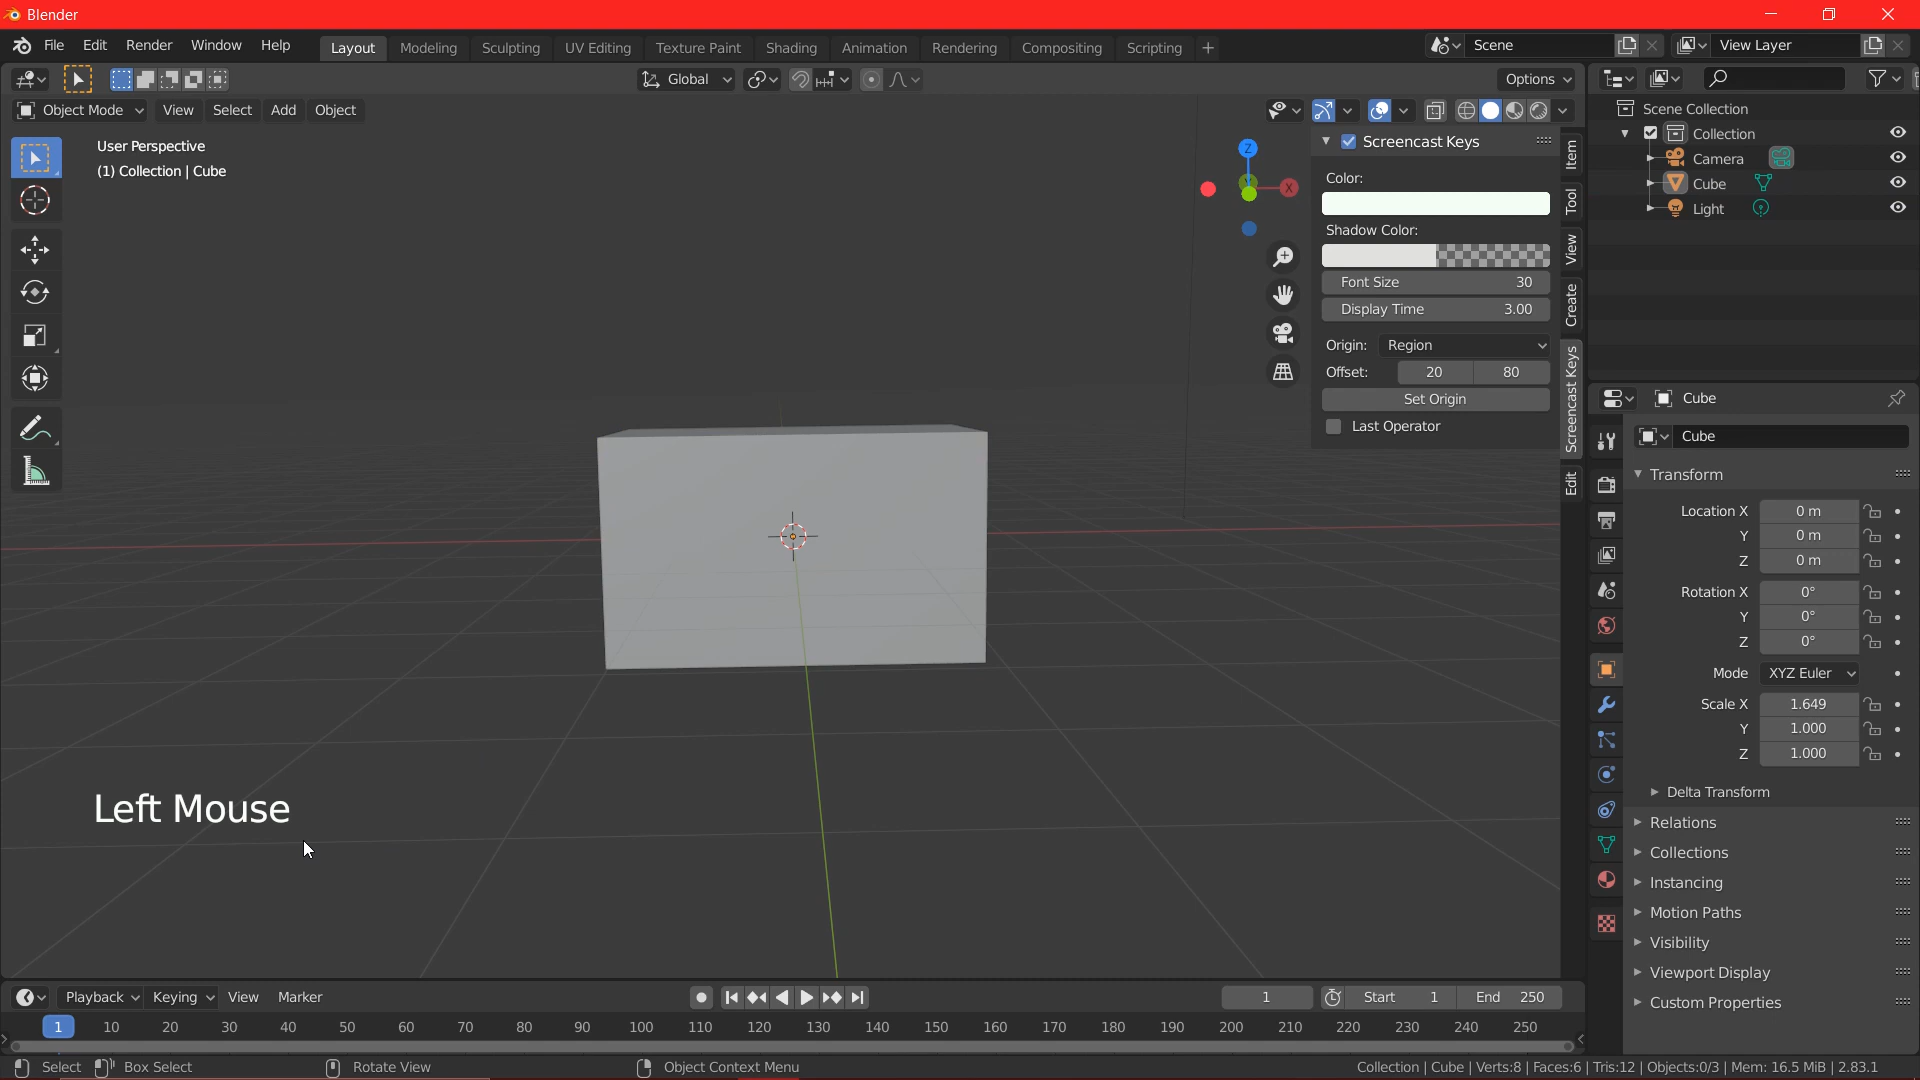 Blender
File Edit Render Window Help Layout Modeling Sculpting UV Editing Texture Paint Shading Animation Rendering Compositing Scripting + Scene View Layer
Global Options
Object Mode View Select Add Object
User Perspective
(1) Collection | Cube
Z
X
Screencast Keys
Color:
Shadow Color:
Font Size 30
Display Time 3.00
Origin: Region
Offset: 20 80
Set Origin
Last Operator
Item
Tool
View
Create
Screencast Keys
Edit
Scene Collection
Collection
Camera
Cube
Light
Cube
Cube
Transform
Location X 0 m
Y 0 m
Z 0 m
Rotation X 0°
Y 0°
Z 0°
Mode XYZ Euler
Scale X 1.649
Y 1.000
Z 1.000
Delta Transform
Relations
Collections
Instancing
Motion Paths
Visibility
Viewport Display
Custom Properties
Left Mouse
Playback Keying View Marker 1 Start 1 End 250
1 10 20 30 40 50 60 70 80 90 100 110 120 130 140 150 160 170 180 190 200 210 220 230 240 250
Select Box Select Rotate View Object Context Menu Collection | Cube | Verts:8 | Faces:6 | Tris:12 | Objects:0/3 | Mem: 16.5 MiB | 2.83.1